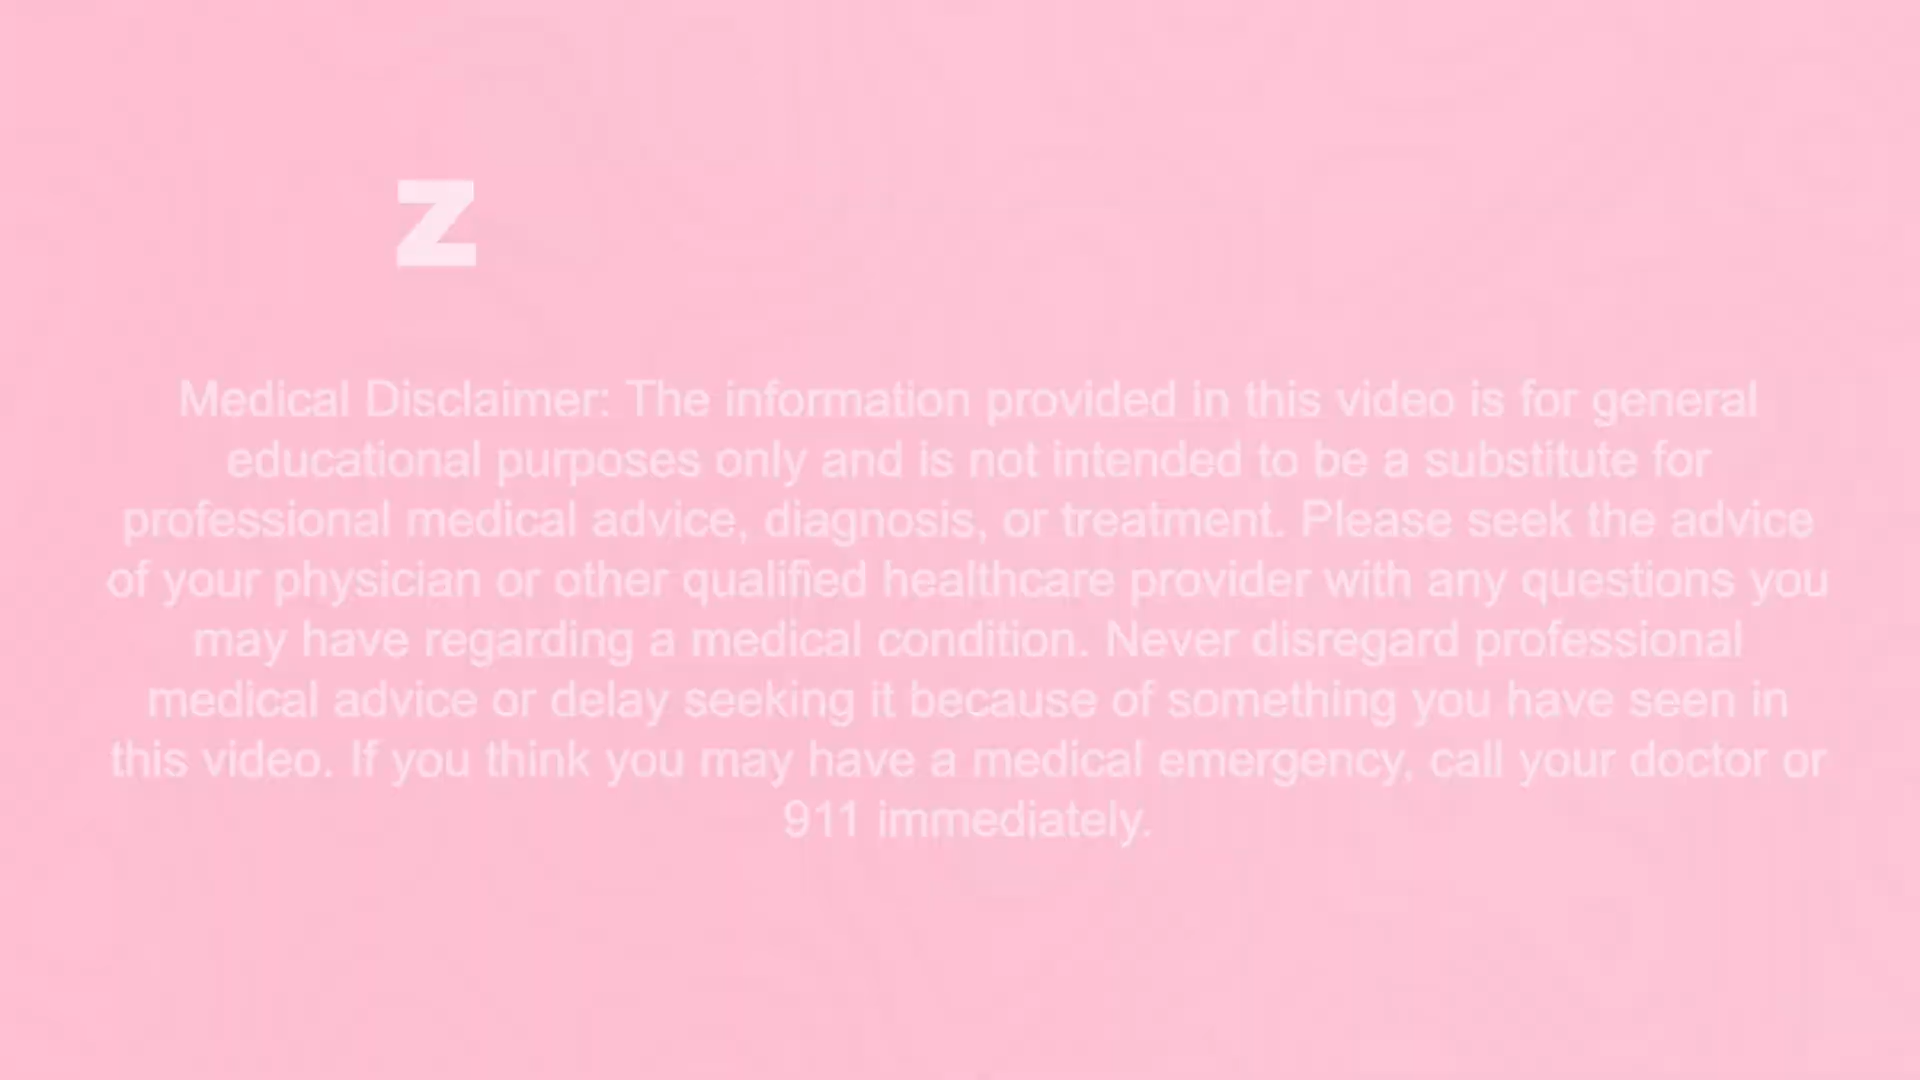 Z
Medical Disclaimer: The information provided in this video is for general
educational purposes only and is not intended to be a substitute for
professional medical advice, diagnosis, or treatment. Please seek the advice
of your physician or other qualified healthcare provider with any questions you
may have regarding a medical condition. Never disregard professional
medical advice or delay seeking it because of something you have seen in
this video. If you think you may have a medical emergency, call your doctor or
911 immediately.